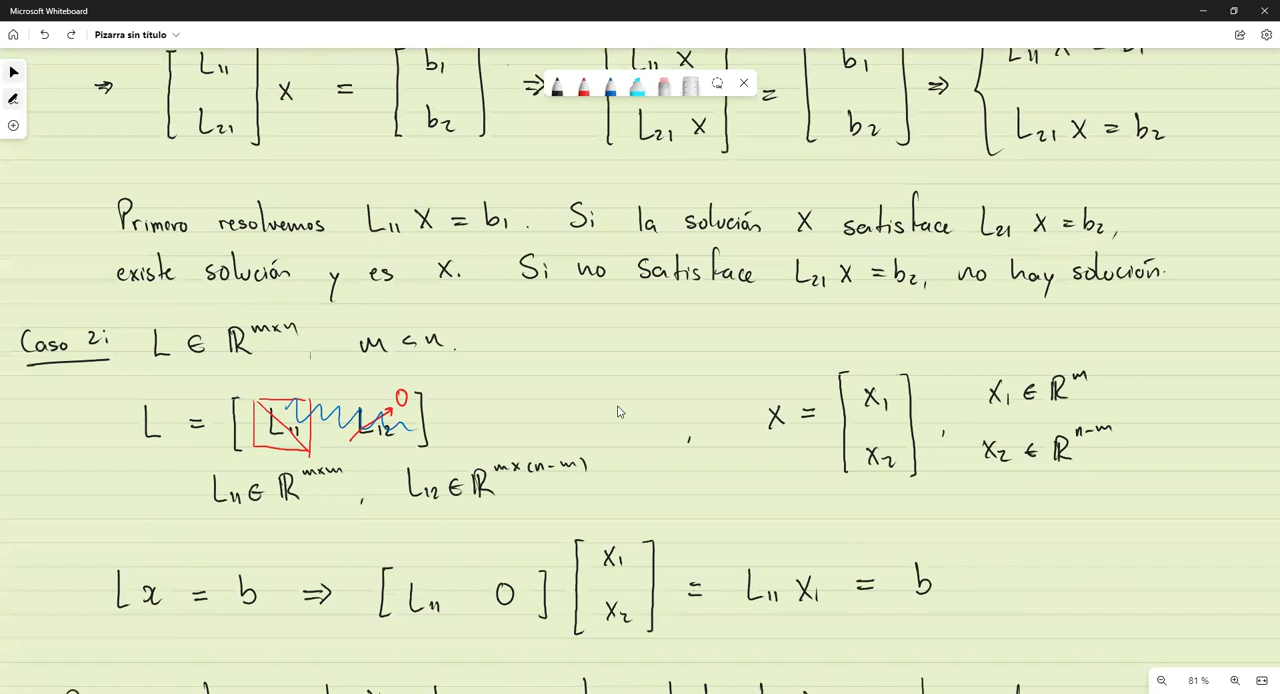 Microsoft Whiteboard
Pizarra sin título
⇒ [ L11 L21 ] x = [ b1 b2 ] ⇒ [ L11 x L21 x ] = [ b1 b2 ] ⇒ { L11 x = b1 L21 x = b2
Primero resolvemos L11 x = b1. Si la solución x satisface L21 x = b2,
existe solución y es x. Si no satisface L21 x = b2, no hay solución.
Caso 2: L ∈ ℝ^{m×n}, m < n.
L = [ L11 L12 ] 0 , x = [ x1 x2 ], x1 ∈ ℝ^m x2 ∈ ℝ^{n-m}
L11 ∈ ℝ^{m×m}, L12 ∈ ℝ^{m×(n-m)}
Lx = b ⇒ [ L11 0 ] [ x1 x2 ] = L11 x1 = b
81 %